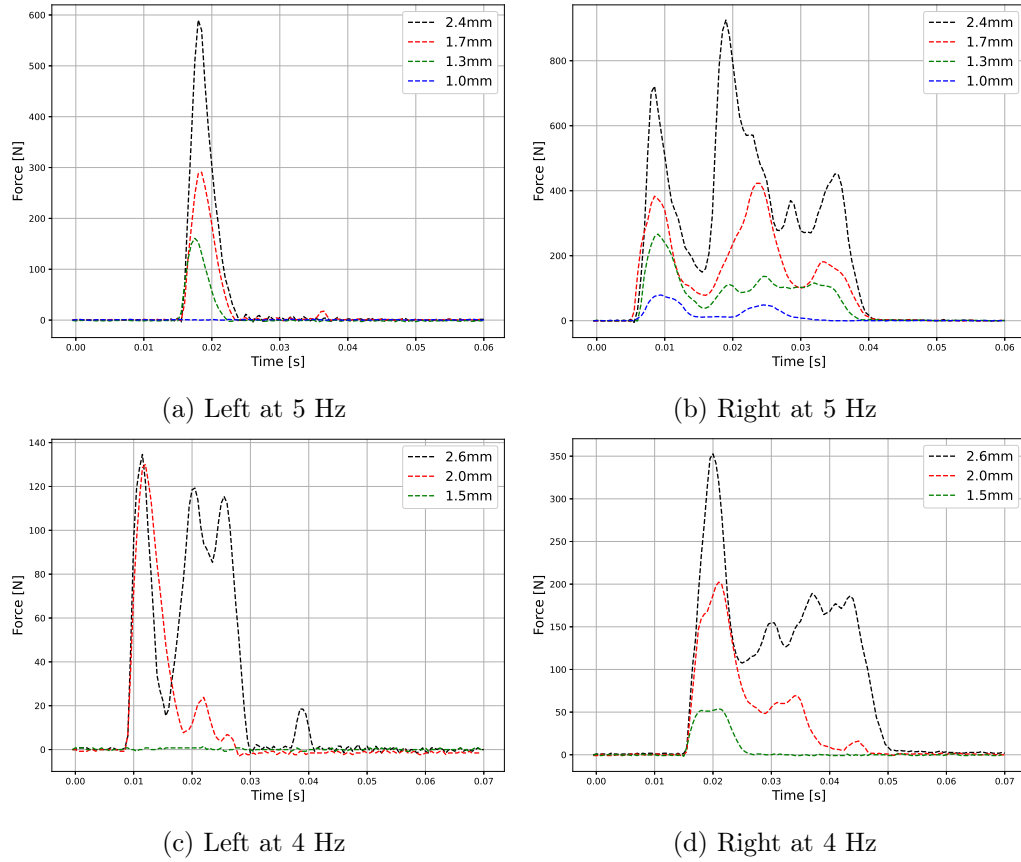 600
500
400
300
200
100
0
Force [N]
0.00 0.01 0.02 0.03 0.04 0.05 0.06
Time [s]
2.4mm
1.7mm
1.3mm
1.0mm
(a) Left at 5 Hz
800
600
400
200
0
Force [N]
0.00 0.01 0.02 0.03 0.04 0.05 0.06
Time [s]
2.4mm
1.7mm
1.3mm
1.0mm
(b) Right at 5 Hz
140
120
100
80
60
40
20
0
Force [N]
0.00 0.01 0.02 0.03 0.04 0.05 0.06 0.07
Time [s]
2.6mm
2.0mm
1.5mm
(c) Left at 4 Hz
350
300
250
200
150
100
50
0
Force [N]
0.00 0.01 0.02 0.03 0.04 0.05 0.06 0.07
Time [s]
2.6mm
2.0mm
1.5mm
(d) Right at 4 Hz